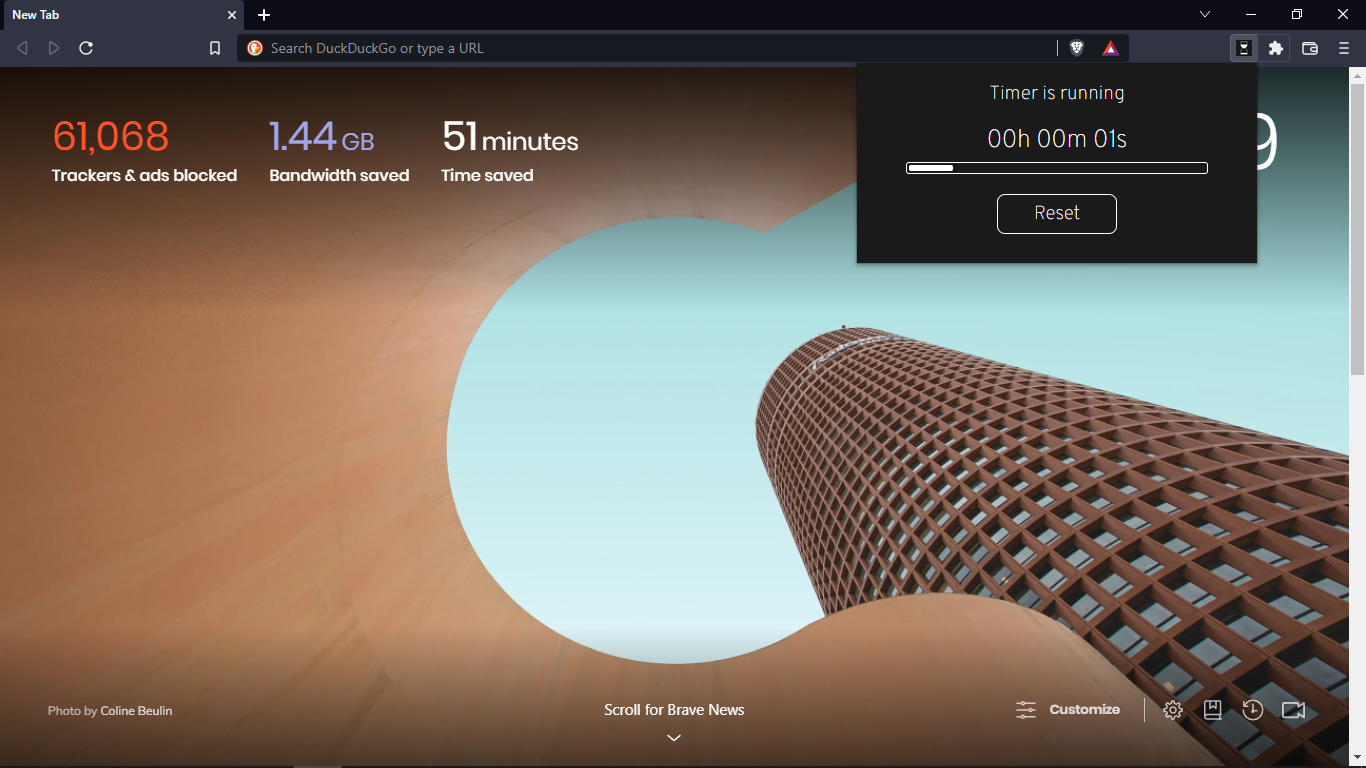 New Tab
Search DuckDuckGo or type a URL
Timer is running
00h 00m 01s
Reset
61,068
Trackers & ads blocked
1.44 GB
Bandwidth saved
51 minutes
Time saved
9
Photo by Coline Beulin
Scroll for Brave News
Customize